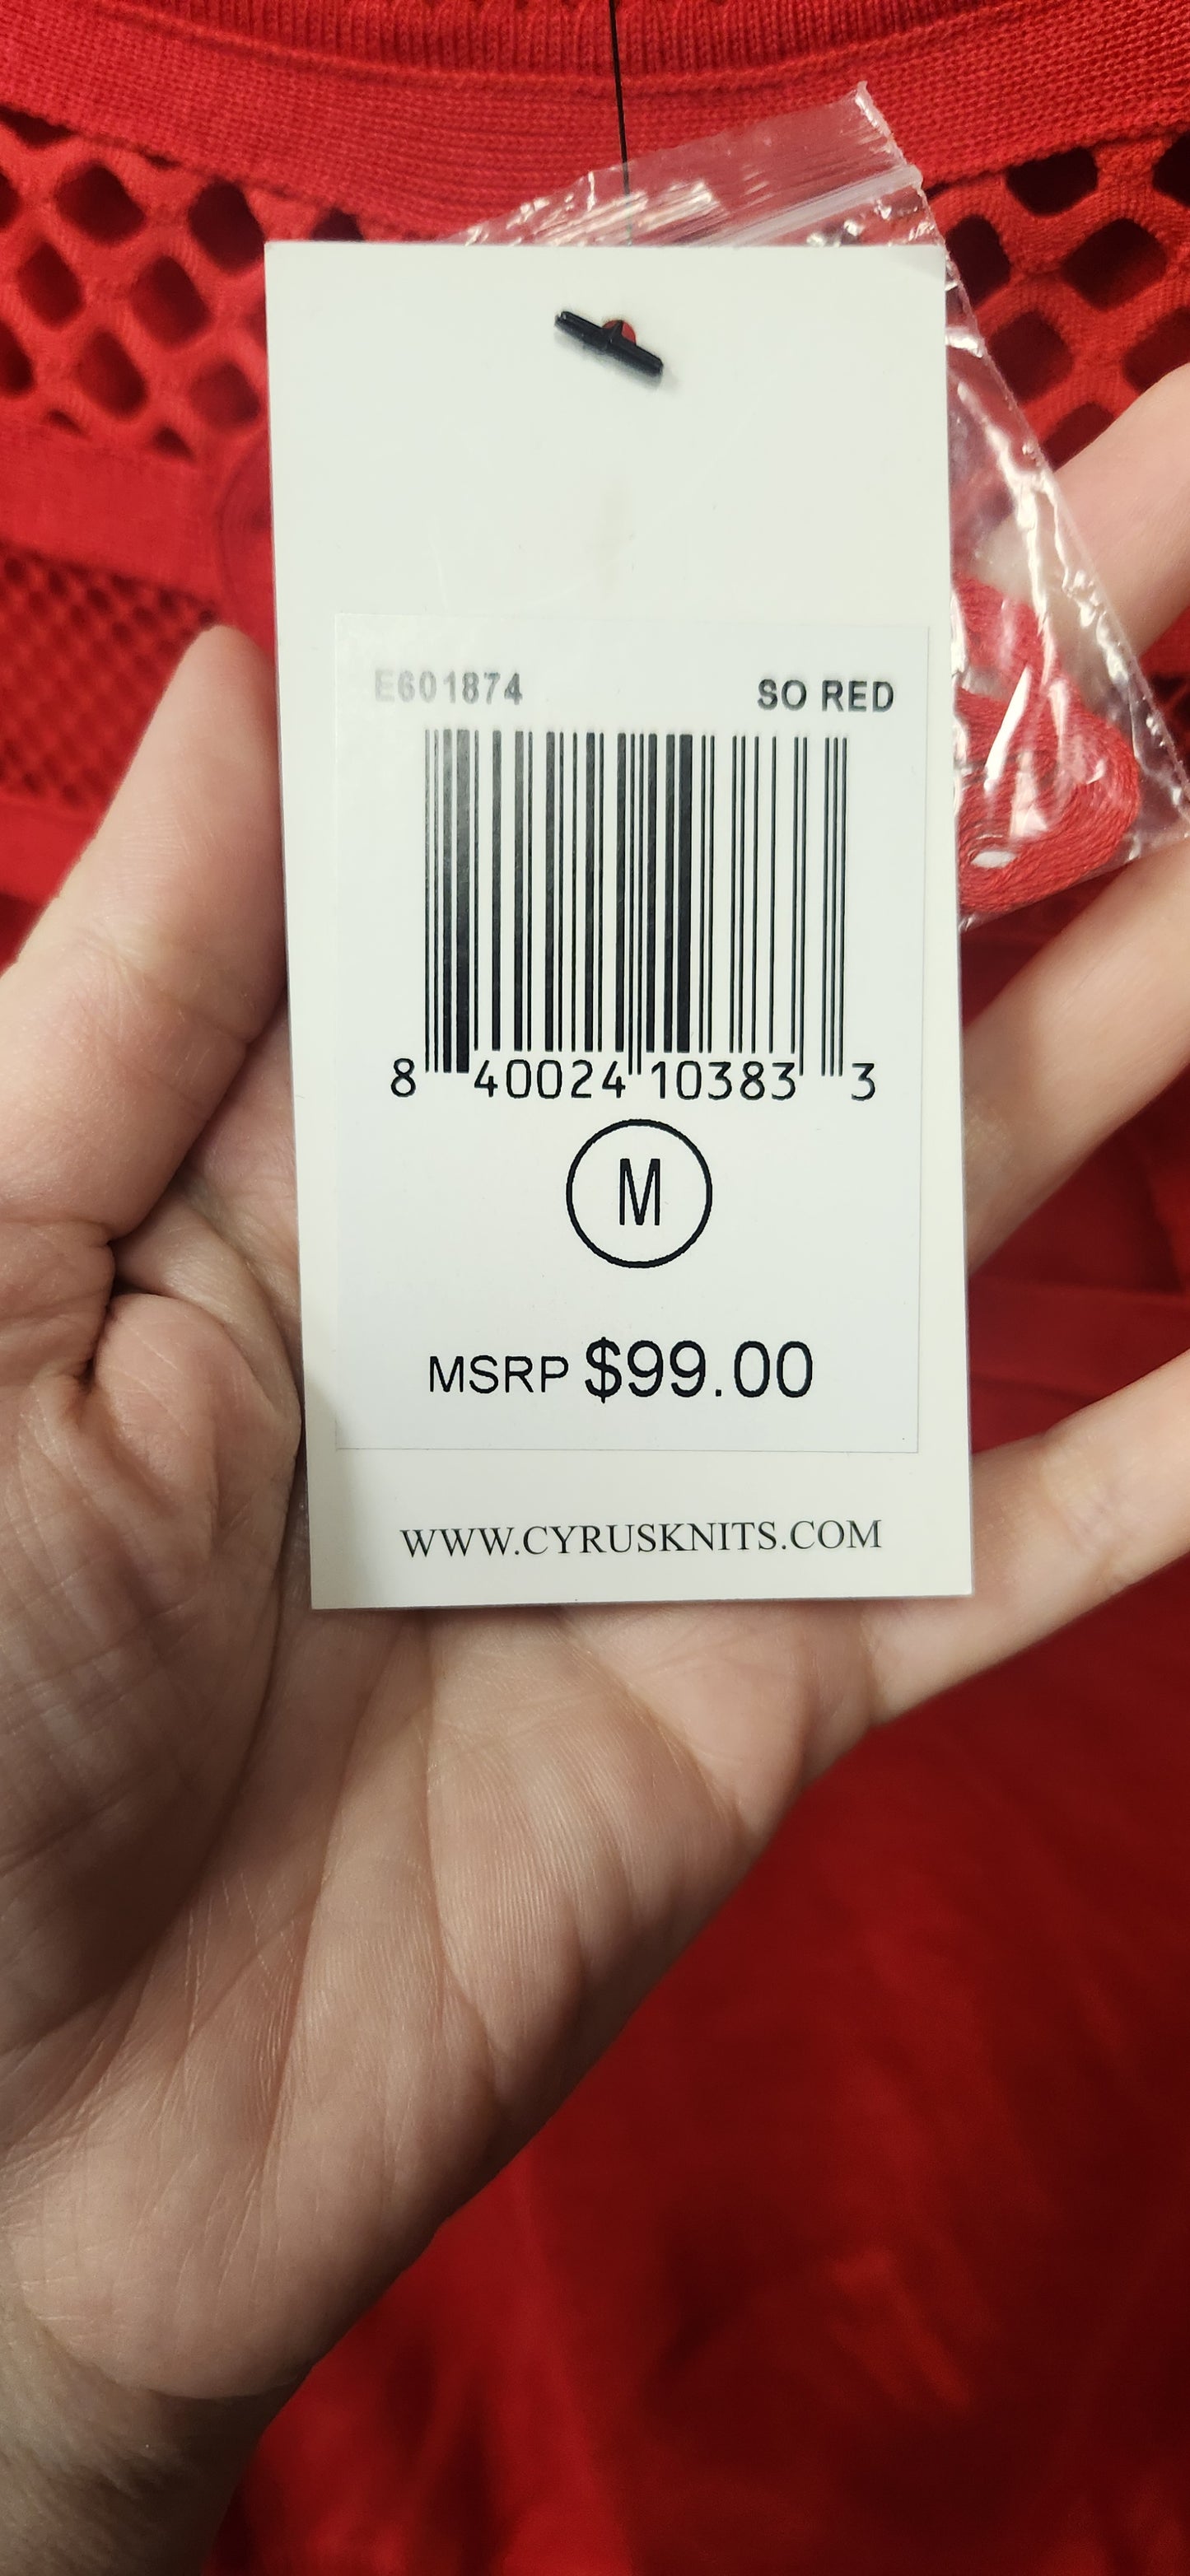 E601874 SO RED
8 40024 10383 3
M
MSRP $99.00
WWW.CYRUSKNITS.COM